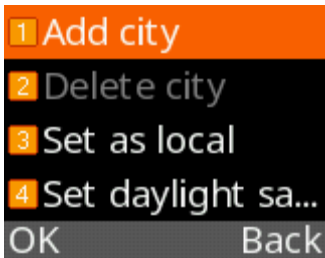 1 Add city
2 Delete city
3 Set as local
4 Set daylight sa...
OK Back